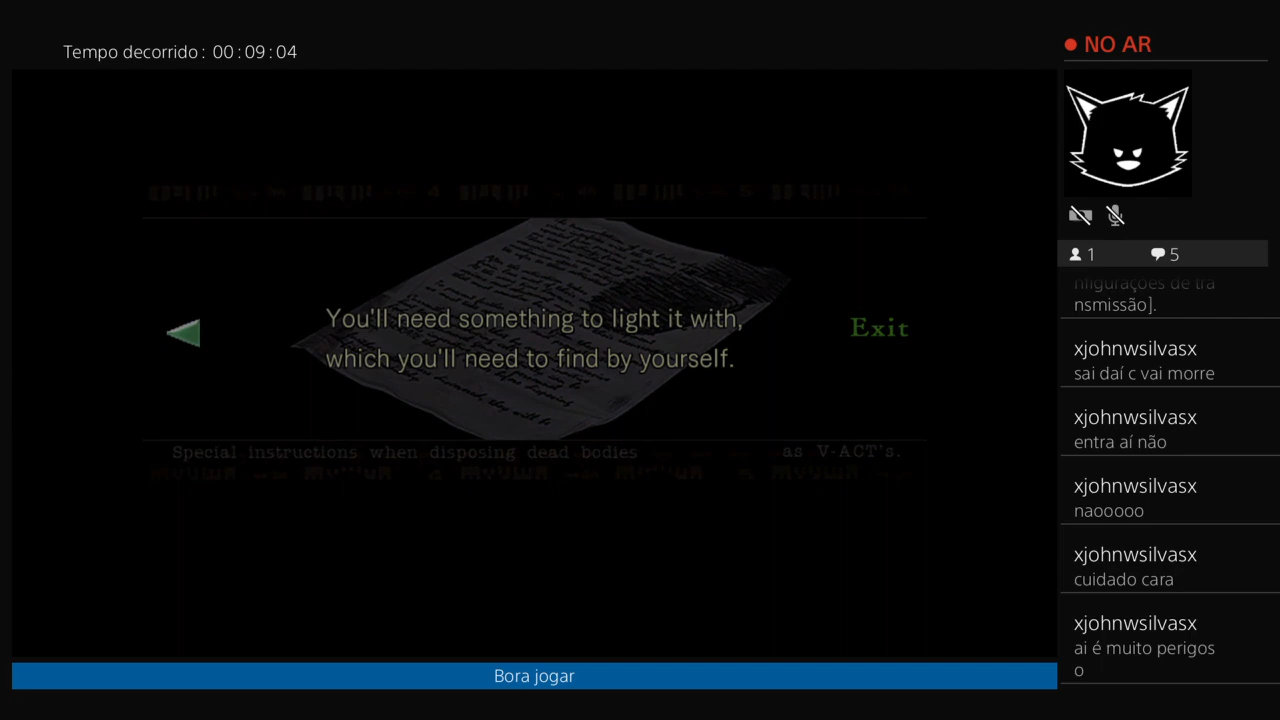 Tempo decorrido: 00:09:04
NO AR
1
5
nfigurações de tra
nsmissão].
xjohnwsilvasx
sai daí c vai morre
xjohnwsilvasx
entra aí não
xjohnwsilvasx
naooooo
xjohnwsilvasx
cuidado cara
xjohnwsilvasx
ai é muito perigos
o
You'll need something to light it with,
which you'll need to find by yourself.
Exit
Special instructions when disposing dead bodies as V-ACT's.
Bora jogar